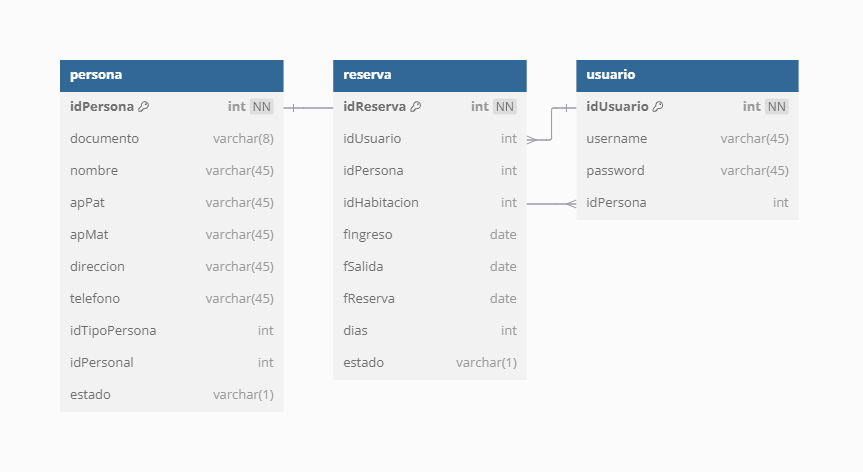 persona
idPersona int NN
documento varchar(8)
nombre varchar(45)
apPat varchar(45)
apMat varchar(45)
direccion varchar(45)
telefono varchar(45)
idTipoPersona int
idPersonal int
estado varchar(1)
reserva
idReserva int NN
idUsuario int
idPersona int
idHabitacion int
fIngreso date
fSalida date
fReserva date
dias int
estado varchar(1)
usuario
idUsuario int NN
username varchar(45)
password varchar(45)
idPersona int